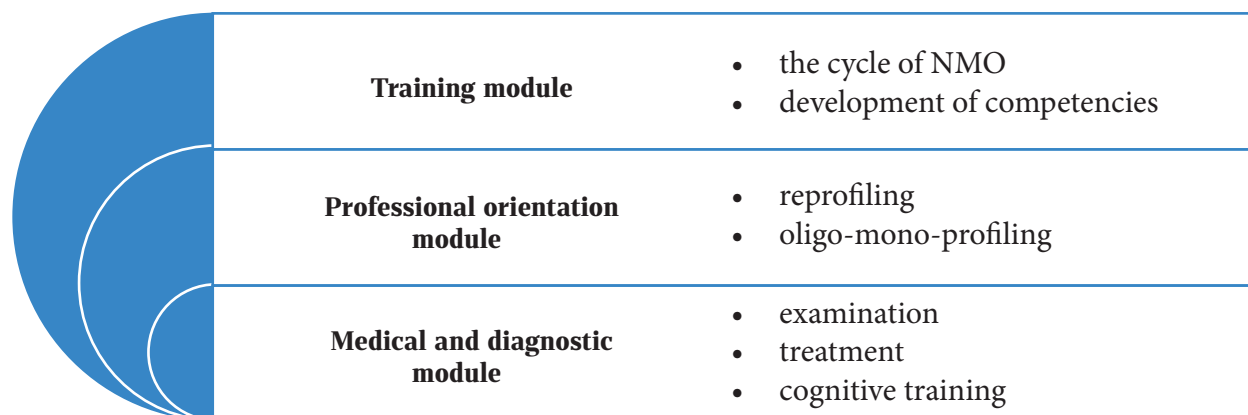 Training module
• the cycle of NMO
• development of competencies
Professional orientation
module
• reprofiling
• oligo-mono-profiling
Medical and diagnostic
module
• examination
• treatment
• cognitive training